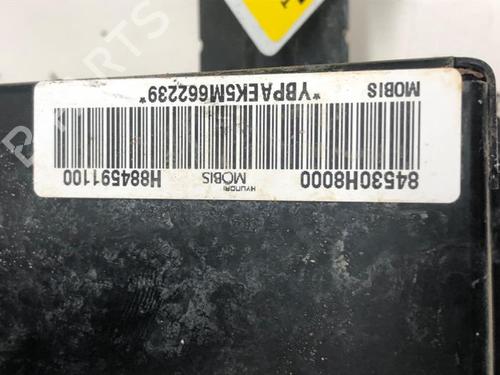 MOBIS
*YBPAEK5M662239*
84530H8000
HYUNDAI
MOBIS
H884591100